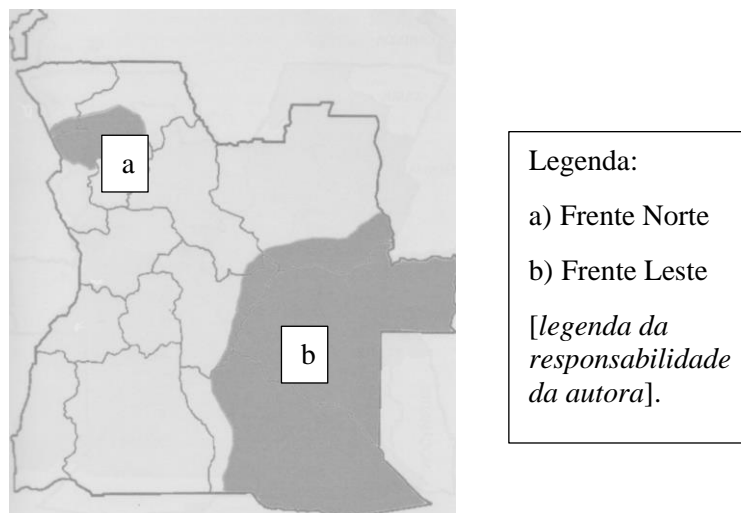 a
b
Legenda:
a) Frente Norte
b) Frente Leste
[legenda da
responsabilidade
da autora].